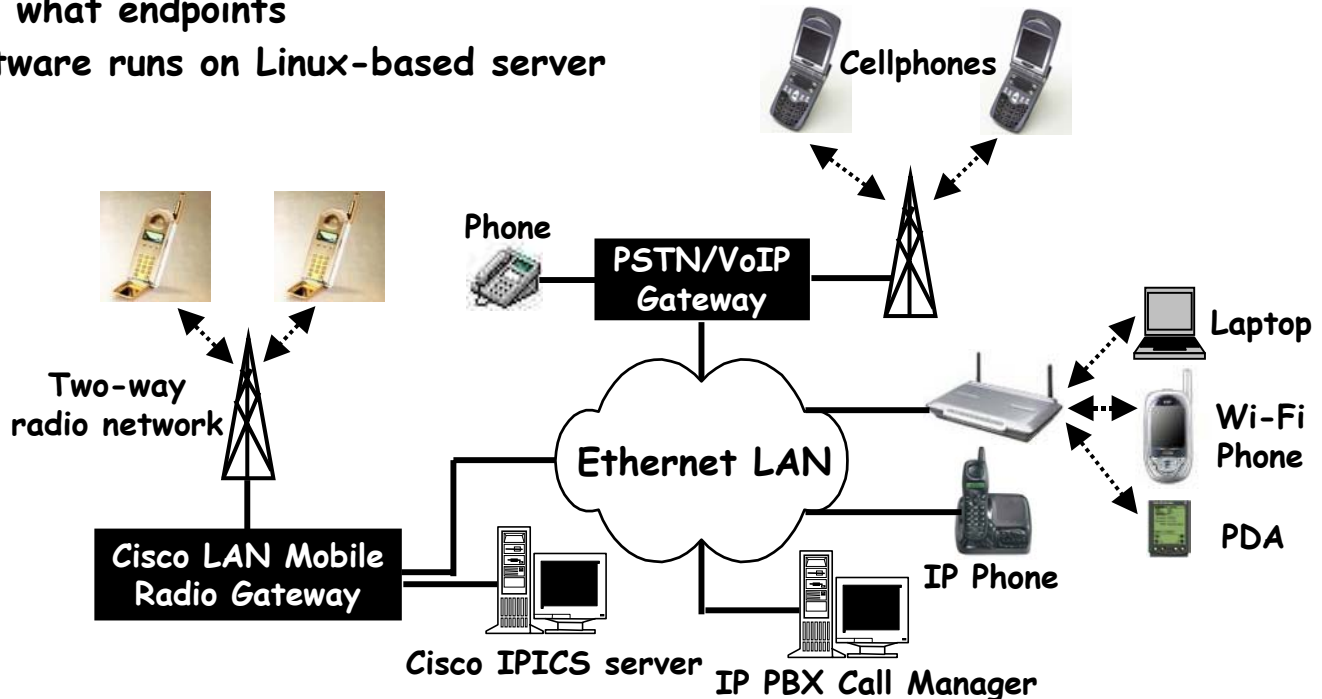 what endpoints
tware runs on Linux-based server
Cellphones
Phone
PSTN/VoIP
Gateway
Laptop
Two-way
radio network
Wi-Fi
Phone
Ethernet LAN
PDA
Cisco LAN Mobile
Radio Gateway
IP Phone
Cisco IPICS server
IP PBX Call Manager